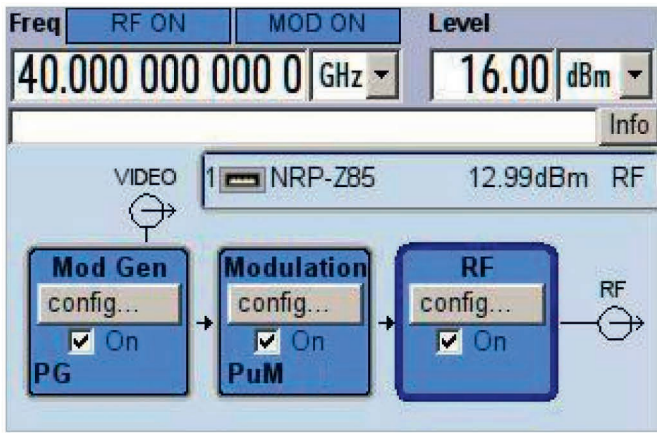 Freq RF ON MOD ON Level
40.000 000 000 0 GHz 16.00 dBm
Info
VIDEO 1 NRP-Z85 12.99dBm RF
Mod Gen Modulation RF
config... config... config... RF
On On On
PG PuM